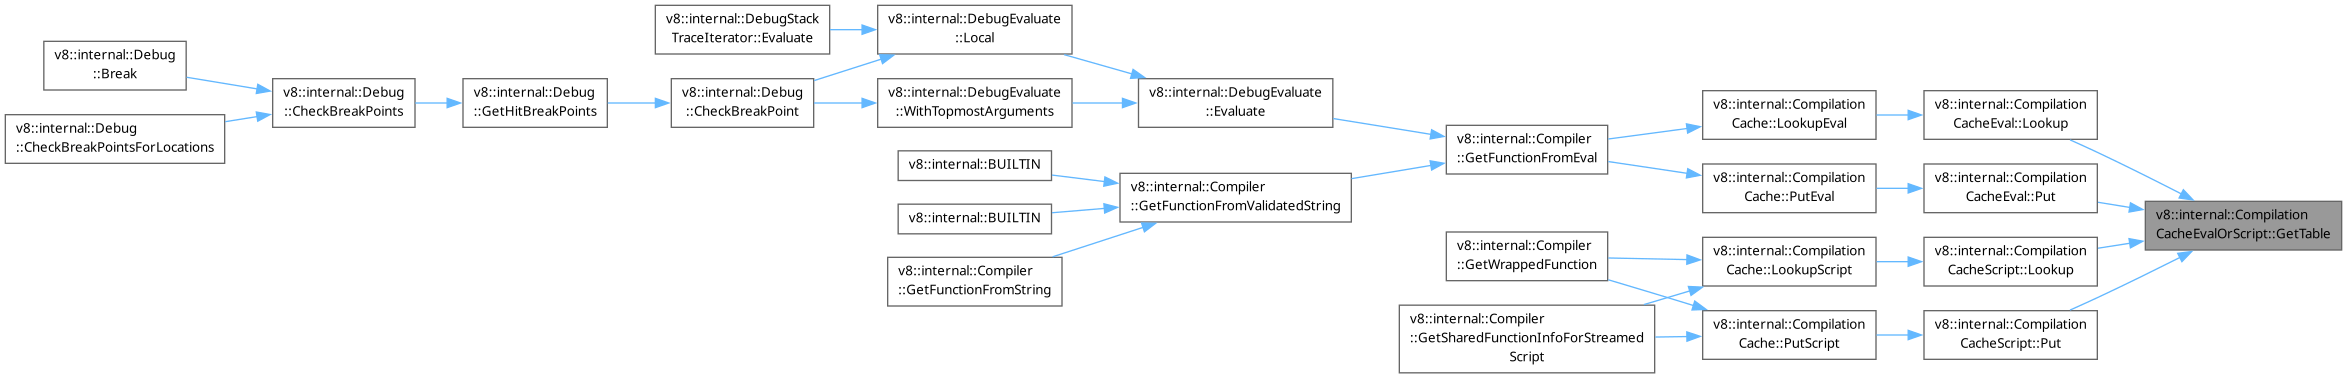 v8::internal::DebugStack
TraceIterator::Evaluate
v8::internal::DebugEvaluate
::Local
v8::internal::Debug
::Break
v8::internal::Debug
::CheckBreakPointsForLocations
v8::internal::Debug
::CheckBreakPoints
v8::internal::Debug
::GetHitBreakPoints
v8::internal::Debug
::CheckBreakPoint
v8::internal::DebugEvaluate
::WithTopmostArguments
v8::internal::DebugEvaluate
::Evaluate
v8::internal::BUILTIN
v8::internal::BUILTIN
v8::internal::Compiler
::GetFunctionFromString
v8::internal::Compiler
::GetFunctionFromValidatedString
v8::internal::Compiler
::GetFunctionFromEval
v8::internal::Compiler
::GetWrappedFunction
v8::internal::Compiler
::GetSharedFunctionInfoForStreamed
Script
v8::internal::Compilation
Cache::LookupEval
v8::internal::Compilation
Cache::PutEval
v8::internal::Compilation
Cache::LookupScript
v8::internal::Compilation
Cache::PutScript
v8::internal::Compilation
CacheEval::Lookup
v8::internal::Compilation
CacheEval::Put
v8::internal::Compilation
CacheScript::Lookup
v8::internal::Compilation
CacheScript::Put
v8::internal::Compilation
CacheEvalOrScript::GetTable